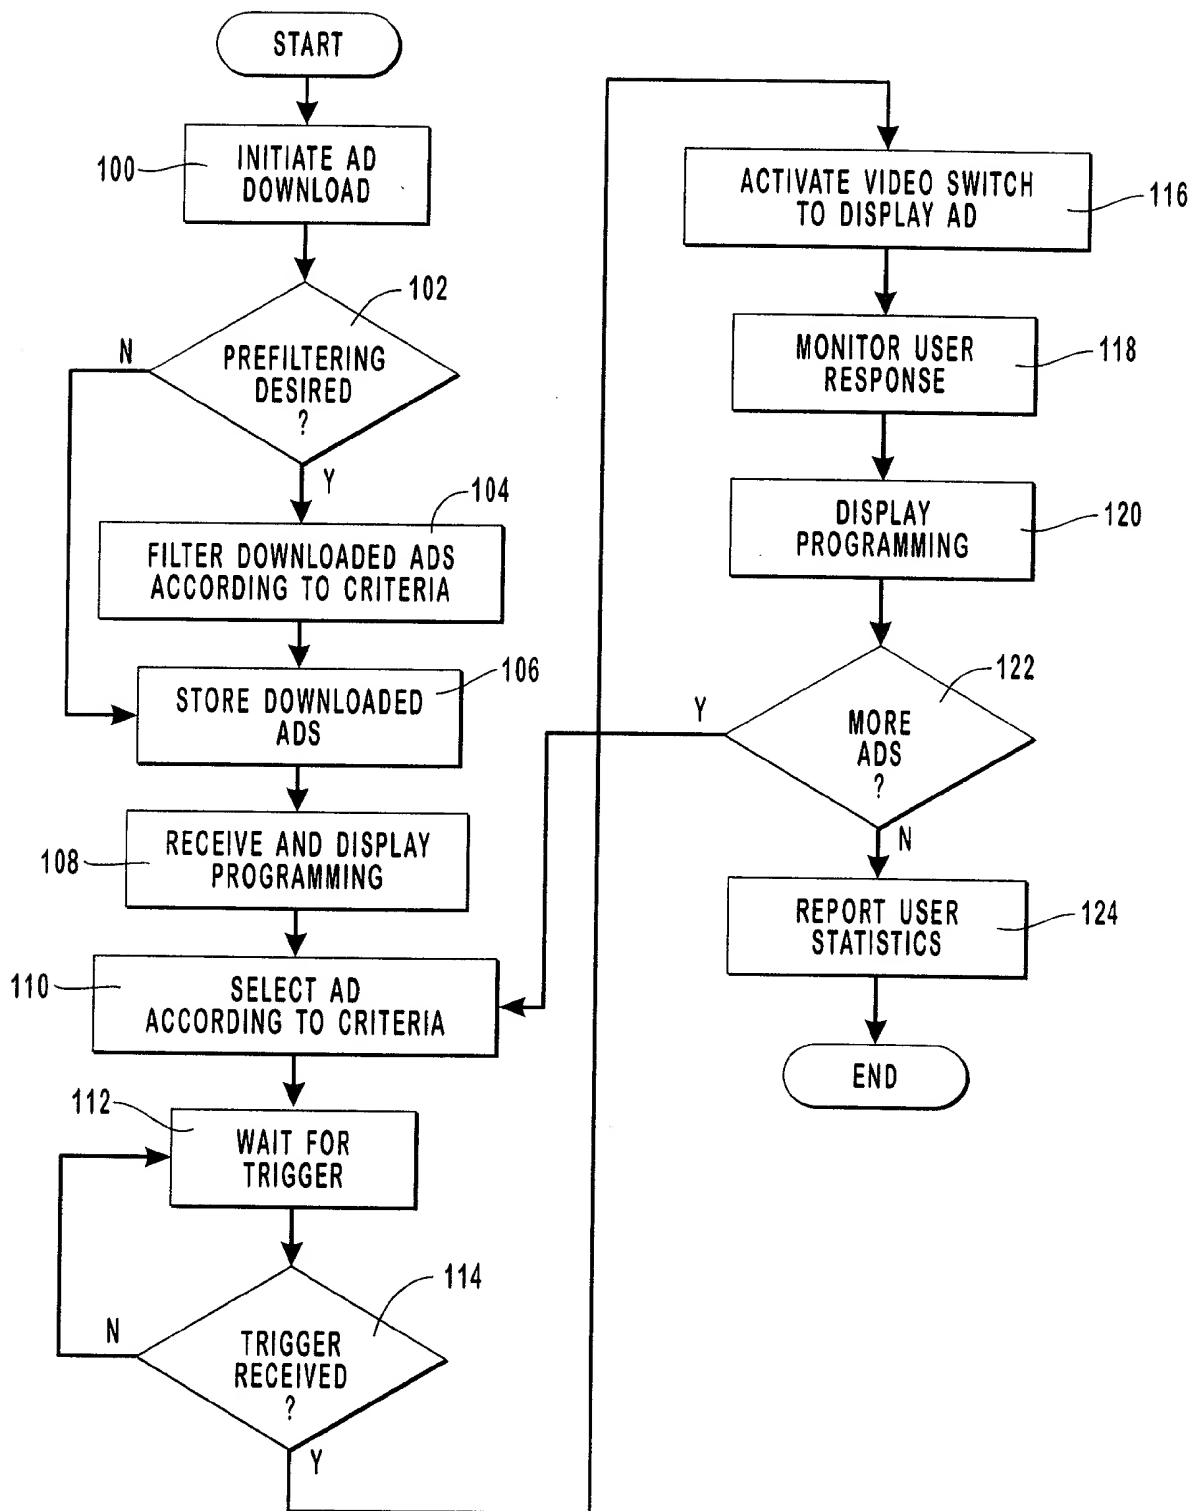 START
100
INITIATE AD
DOWNLOAD
102
N
PREFILTERING
DESIRED
?
Y
104
FILTER DOWNLOADED ADS
ACCORDING TO CRITERIA
106
STORE DOWNLOADED
ADS
108
RECEIVE AND DISPLAY
PROGRAMMING
110
SELECT AD
ACCORDING TO CRITERIA
112
WAIT FOR
TRIGGER
114
N
TRIGGER
RECEIVED
?
Y
ACTIVATE VIDEO SWITCH
TO DISPLAY AD
116
MONITOR USER
RESPONSE
118
DISPLAY
PROGRAMMING
120
122
Y
MORE
ADS
?
N
REPORT USER
STATISTICS
124
END